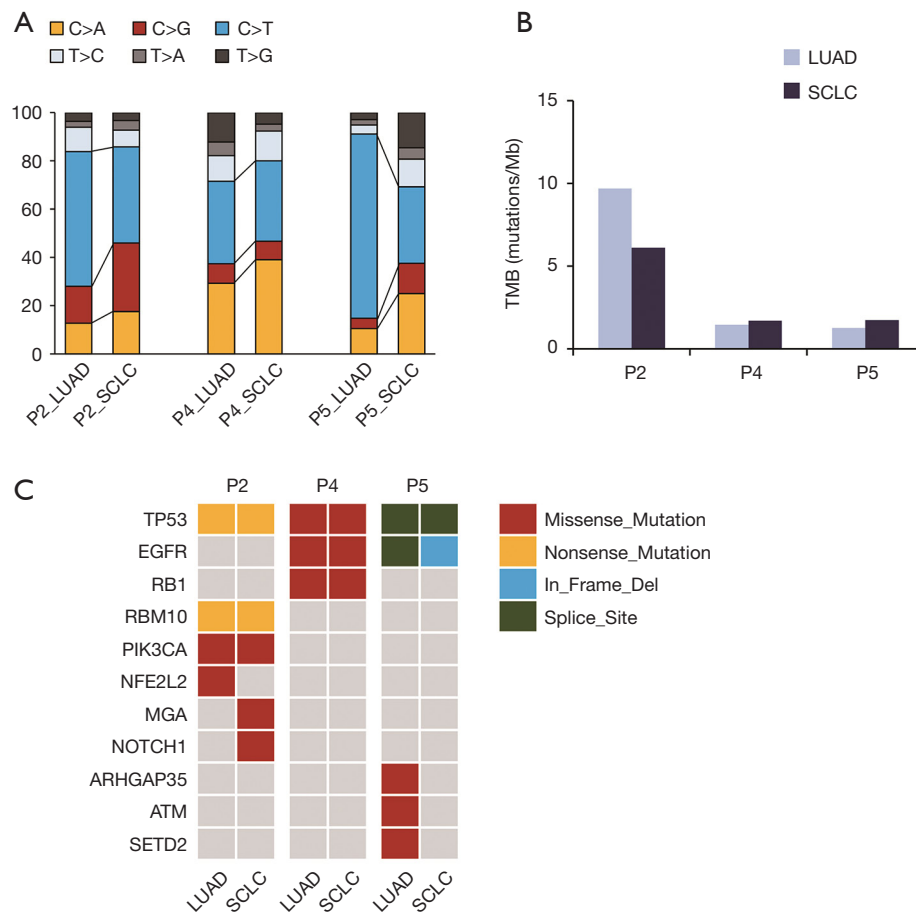 A
C>A C>G C>T
T>C T>A T>G
100
80
60
40
20
0
P2_LUAD
P2_SCLC
P4_LUAD
P4_SCLC
P5_LUAD
P5_SCLC
B
LUAD
SCLC
TMB (mutations/Mb)
15
10
5
0
P2 P4 P5
C
P2 P4 P5
TP53
EGFR
RB1
RBM10
PIK3CA
NFE2L2
MGA
NOTCH1
ARHGAP35
ATM
SETD2
LUAD
SCLC
LUAD
SCLC
LUAD
SCLC
Missense_Mutation
Nonsense_Mutation
In_Frame_Del
Splice_Site